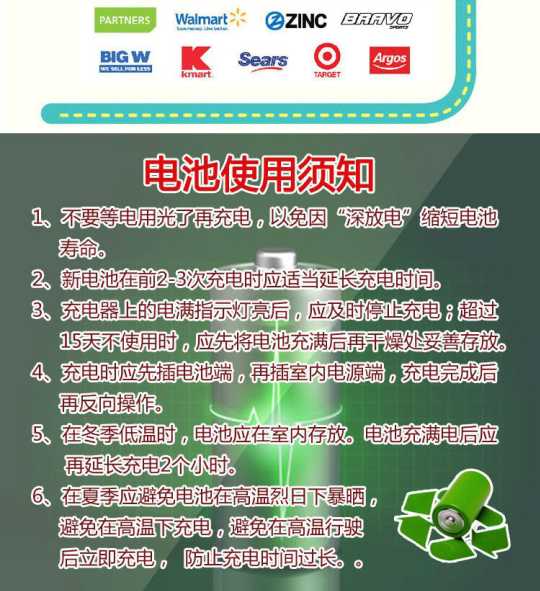 PARTNERS
Walmart
Save money. Live better.
ZINC
BRAVO
SPORTS
BIG W
WE SELL FOR LESS
K
kmart
Sears
TARGET
Argos
电池使用须知
1、不要等电用光了再充电，以免因“深放电”缩短电池
寿命。
2、新电池在前2-3次充电时应适当延长充电时间。
3、充电器上的电满指示灯亮后，应及时停止充电；超过
15天不使用时，应先将电池充满后再干燥处妥善存放。
4、充电时应先插电池端，再插室内电源端，充电完成后
再反向操作。
5、在冬季低温时，电池应在室内存放。电池充满电后应
再延长充电2个小时。
6、在夏季应避免电池在高温烈日下暴晒，
避免在高温下充电，避免在高温行驶
后立即充电， 防止充电时间过长。。